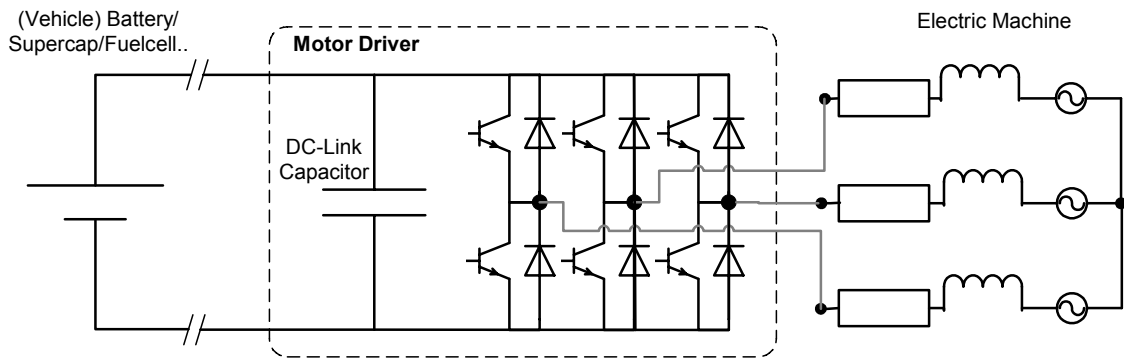 (Vehicle) Battery/
Supercap/Fuelcell..
Motor Driver
Electric Machine
DC-Link
Capacitor